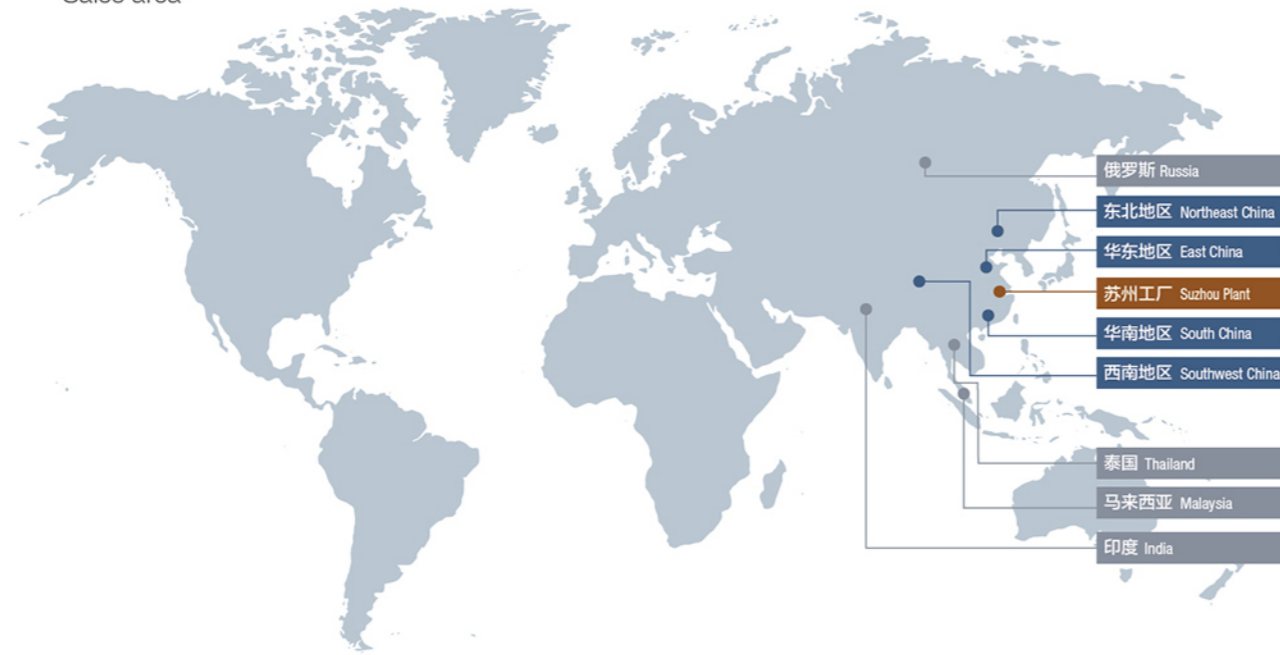 Sales area
俄罗斯 Russia
东北地区 Northeast China
华东地区 East China
苏州工厂 Suzhou Plant
华南地区 South China
西南地区 Southwest China
泰国 Thailand
马来西亚 Malaysia
印度 India